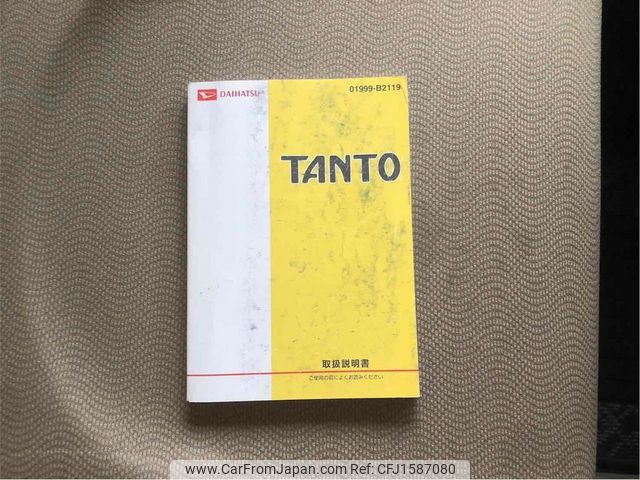 DAIHATSU
01999-B2119
TANTO
取扱説明書
ご使用の前によくお読みください
www.CarFromJapan.com - CFJ1587080